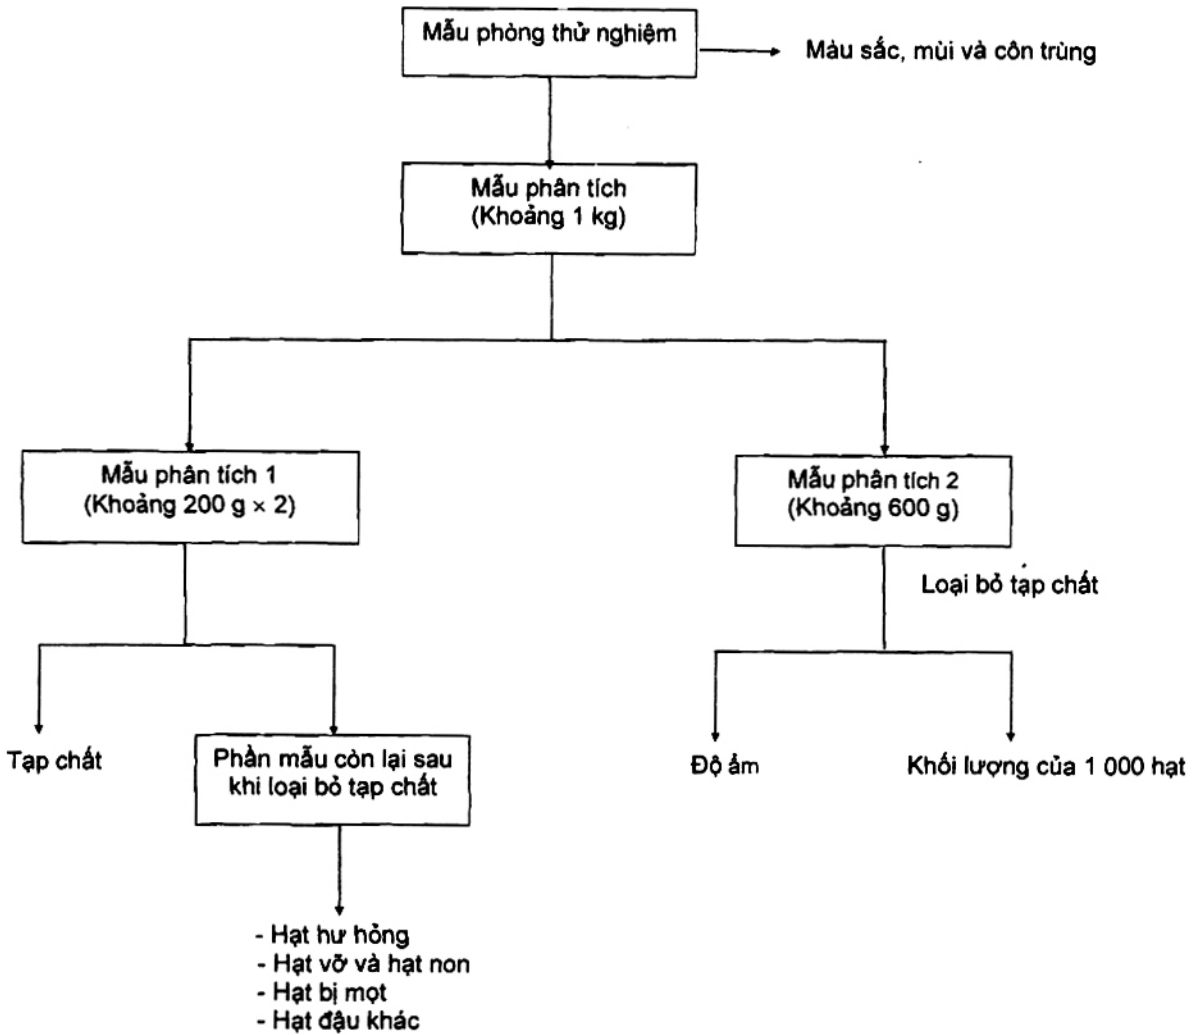 Mẫu phòng thử nghiệm
Màu sắc, mùi và côn trùng
Mẫu phân tích
(Khoảng 1 kg)
Mẫu phân tích 1
(Khoảng 200 g × 2)
Mẫu phân tích 2
(Khoảng 600 g)
Loại bỏ tạp chất
Tạp chất
Phần mẫu còn lại sau
khi loại bỏ tạp chất
Độ ẩm
Khối lượng của 1 000 hạt
- Hạt hư hỏng
- Hạt vỡ và hạt non
- Hạt bị mọt
- Hạt đậu khác